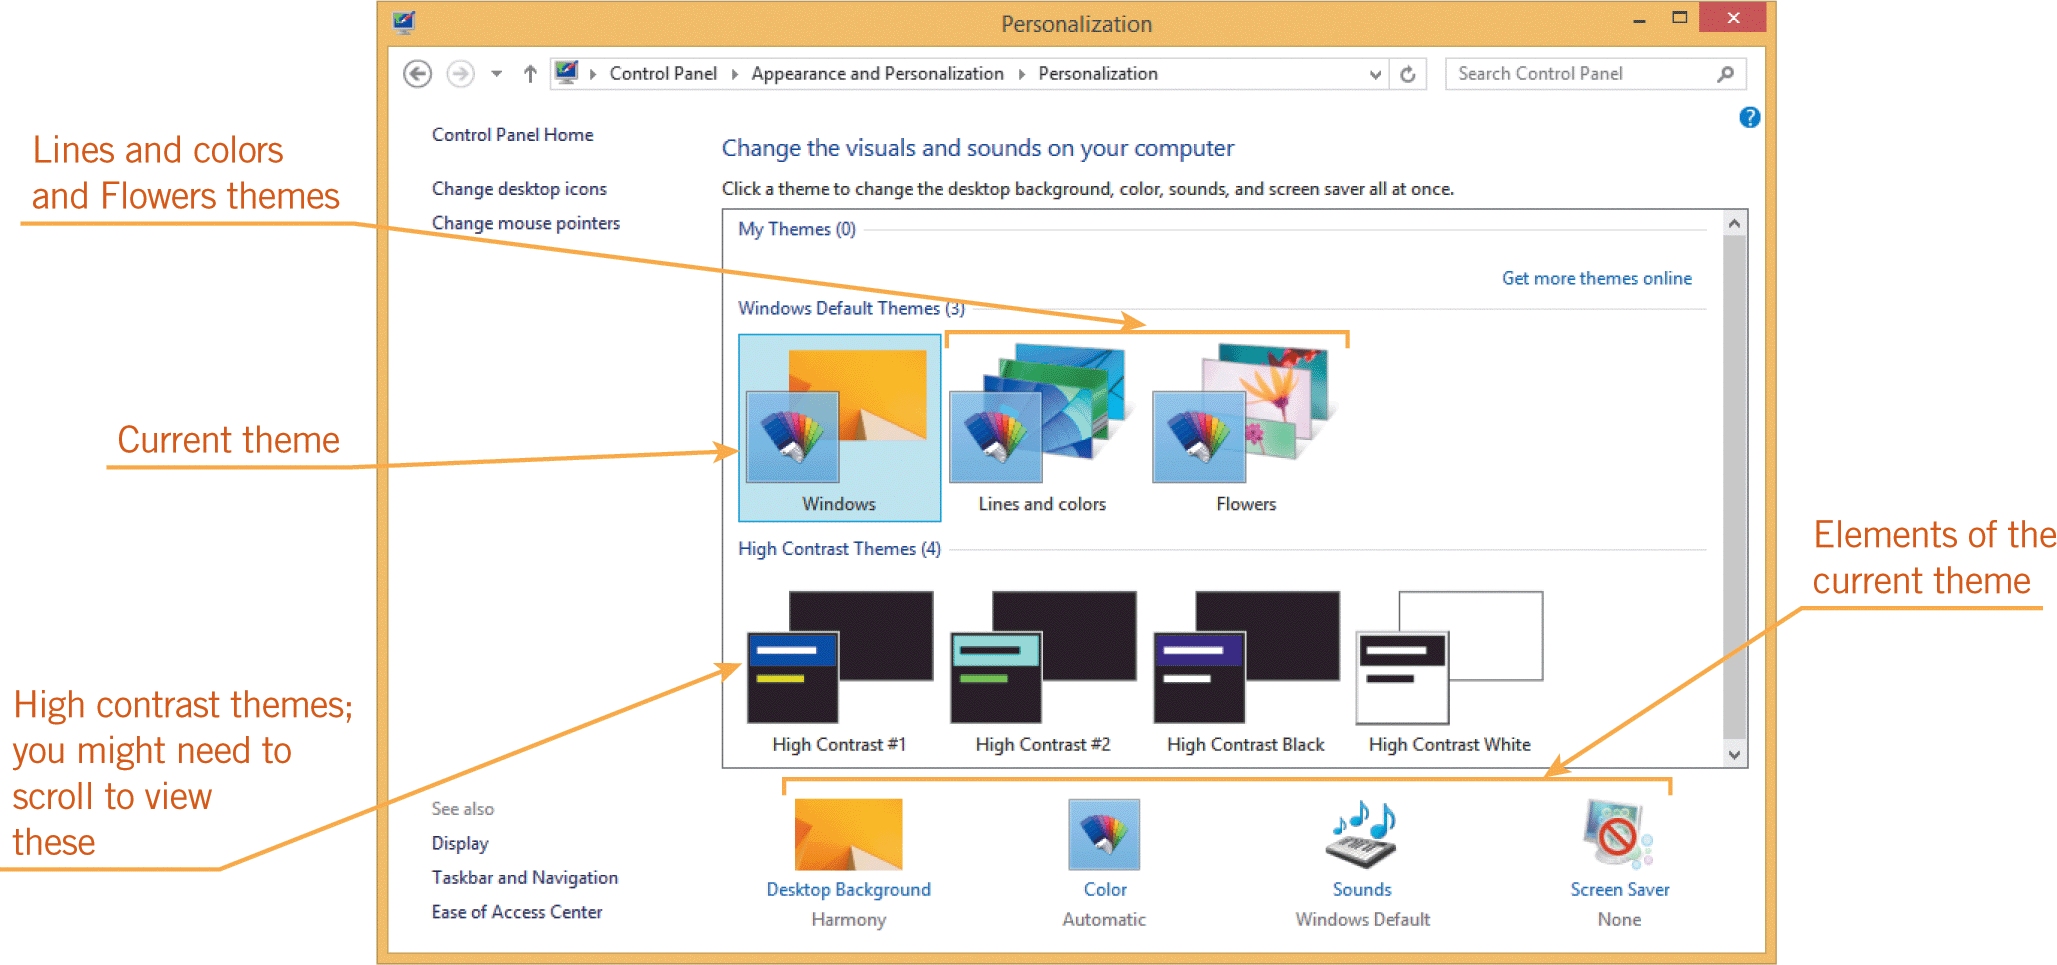 Personalization
Control Panel
Appearance and Personalization
Personalization
Search Control Panel
?
Control Panel Home
Change desktop icons
Change mouse pointers
Change the visuals and sounds on your computer
Click a theme to change the desktop background, color, sounds, and screen saver all at once.
My Themes (0)
Get more themes online
Windows Default Themes (3)
Windows
Lines and colors
Flowers
High Contrast Themes (4)
High Contrast #1
High Contrast #2
High Contrast Black
High Contrast White
See also
Display
Taskbar and Navigation
Ease of Access Center
Desktop Background
Harmony
Color
Automatic
Sounds
Windows Default
Screen Saver
None
Lines and colors
and Flowers themes
Current theme
High contrast themes;
you might need to
scroll to view
these
Elements of the
current theme